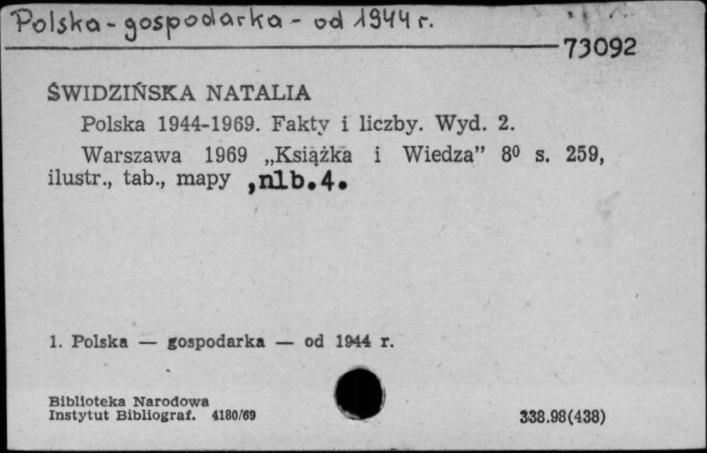 Polska - gospodarka - od 1944 r.
73092
ŚWIDZIŃSKA NATALIA
Polska 1944-1969. Fakty i liczby. Wyd. 2.
Warszawa 1969 „Książka i Wiedza” 8⁰ s. 259,
ilustr., tab., mapy ,nlb.4.
1. Polska — gospodarka — od 1944 r.
Biblioteka Narodowa
Instytut Bibliograf. 4180/69
338.98(438)